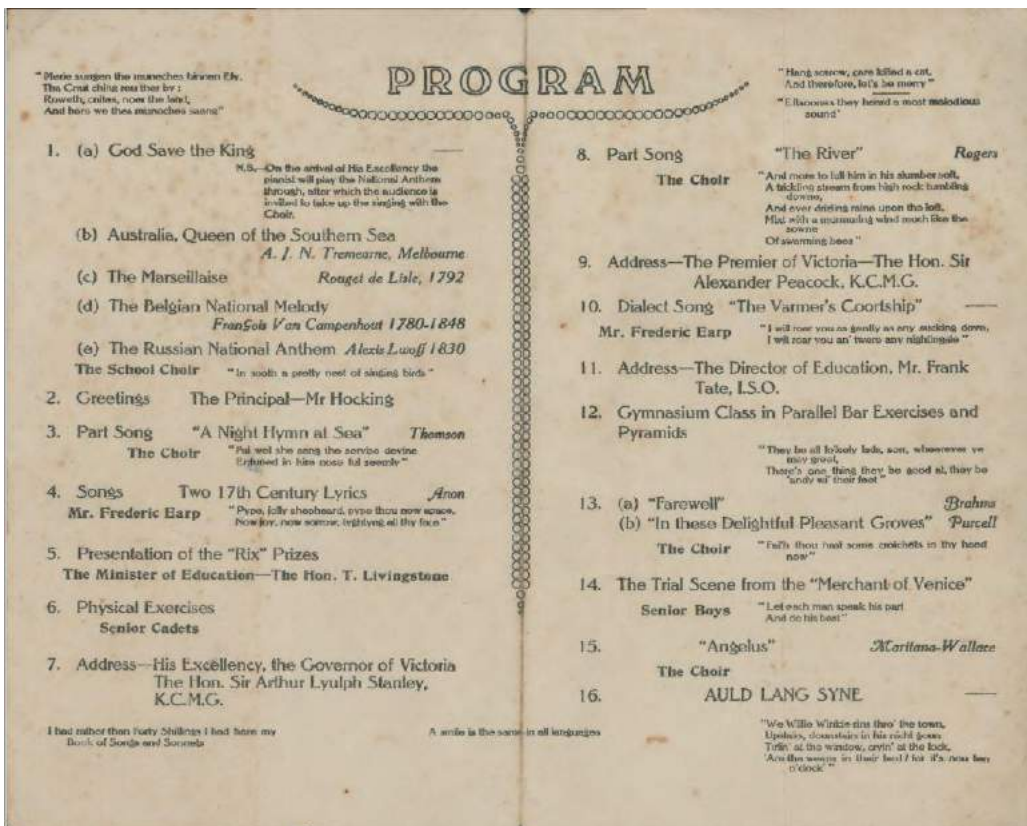 "Merie sungen the muneches binnen Ely,
Tha Cnut ching reu ther by:
Roweth, cnites, noer the land,
And here we thes muneches saeng"
PROGRAM
"Hang sorrow, care killed a cat,
And therefore, let's be merry"
"Eftsoones they heard a most melodious
sound"
1. (a) God Save the King
N.B.—On the arrival of His Excellency the
pianist will play the National Anthem
through, after which the audience is
invited to take up the singing with the
Choir.
(b) Australia, Queen of the Southern Sea
A. J. N. Tremearne, Melbourne
(c) The Marseillaise Rouget de Lisle, 1792
(d) The Belgian National Melody
François Van Campenhout 1780-1848
(e) The Russian National Anthem Alexis Lwoff 1830
The School Choir "In sooth a pretty nest of singing birds"
2. Greetings The Principal—Mr Hocking
3. Part Song "A Night Hymn at Sea" Thomson
The Choir "Ful wel she sang the servise devine
Entuned in hire nose ful seemly"
4. Songs Two 17th Century Lyrics Anon
Mr. Frederic Earp "Pype, jolly shepheard, pype thou now apace,
Now joy, now sorrow, all thy face"
5. Presentation of the "Rix" Prizes
The Minister of Education—The Hon. T. Livingstone
6. Physical Exercises
Senior Cadets
7. Address—His Excellency, the Governor of Victoria
The Hon. Sir Arthur Lyulph Stanley,
K.C.M.G.
I had rather than Forty Shillings I had here my
Book of Songs and Sonnets
A smile is the same in all languages
8. Part Song "The River" Rogers
The Choir "And more to lull him in his slumber soft,
A trickling stream from high rock tumbling
downe,
And ever drizling raine upon the loft,
Mixt with a murmuring wind much like the
sowne
Of swarming bees"
9. Address—The Premier of Victoria—The Hon. Sir
Alexander Peacock, K.C.M.G.
10. Dialect Song "The Varmer's Coortship"
Mr. Frederic Earp "I will roar you as gently as any sucking dove,
I will roar you an' twere any nightingale"
11. Address—The Director of Education, Mr. Frank
Tate, I.S.O.
12. Gymnasium Class in Parallel Bar Exercises and
Pyramids
"They be all lads, sorr, wheerever ye
may
There's one thing they be good at, they be
'andy wi' their feet"
13. (a) "Farewell" Brahms
(b) "In these Delightful Pleasant Groves" Purcell
The Choir "Faith thou hast some crotchets in thy head
now"
14. The Trial Scene from the "Merchant of Venice"
Senior Boys "Let each man speak his part
And do his best"
15. "Angelus" Maritana-Wallace
The Choir
16. AULD LANG SYNE
"We Willie Winkie rins thro' the town,
Upstairs, doonstairs in his nicht goun
Tirlin' at the window, cryin' at the lock,
'Are the weans in their bed? for it's now ten
o'clock'"